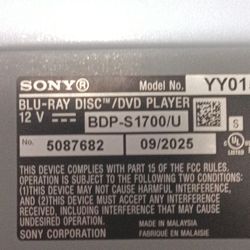 SONY® Model No. YY015
BLU-RAY DISC™/DVD PLAYER
12 V ⎓ BDP-S1700/U
S
No. 5087682 09/2025
THIS DEVICE COMPLIES WITH PART 15 OF THE FCC RULES.
OPERATION IS SUBJECT TO THE FOLLOWING TWO
CONDITIONS: (1) THIS DEVICE MAY NOT CAUSE
HARMFUL INTERFERENCE, AND (2) THIS DEVICE MUST
ACCEPT ANY INTERFERENCE RECEIVED, INCLUDING
INTERFERENCE THAT MAY CAUSE UNDESIRED
OPERATION. MADE IN MALAYSIA
FABRIQUÉ EN MALAISIE